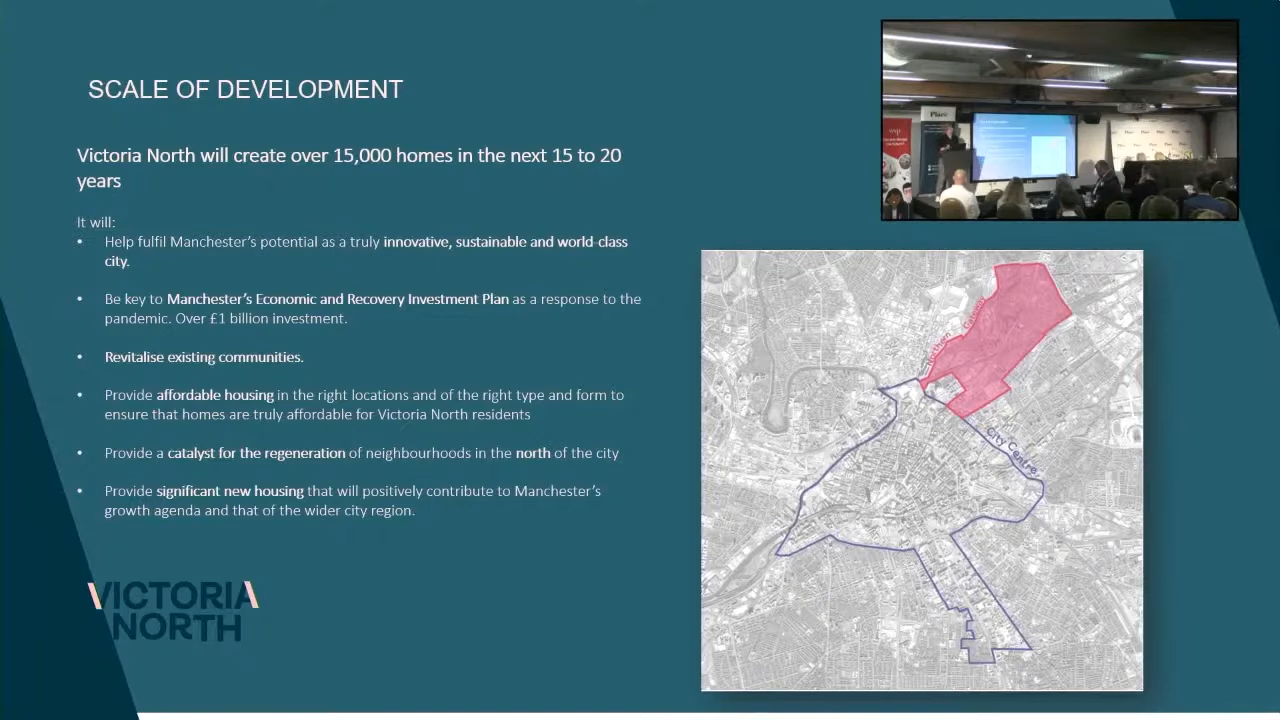 SCALE OF DEVELOPMENT
Victoria North will create over 15,000 homes in the next 15 to 20
years
It will:
• Help fulfil Manchester’s potential as a truly innovative, sustainable and world-class
city.
• Be key to Manchester’s Economic and Recovery Investment Plan as a response to the
pandemic. Over £1 billion investment.
• Revitalise existing communities.
• Provide affordable housing in the right locations and of the right type and form to
ensure that homes are truly affordable for Victoria North residents
• Provide a catalyst for the regeneration of neighbourhoods in the north of the city
• Provide significant new housing that will positively contribute to Manchester’s
growth agenda and that of the wider city region.
VICTORIA
NORTH
Place
wsp
Northern Gateway
City Centre